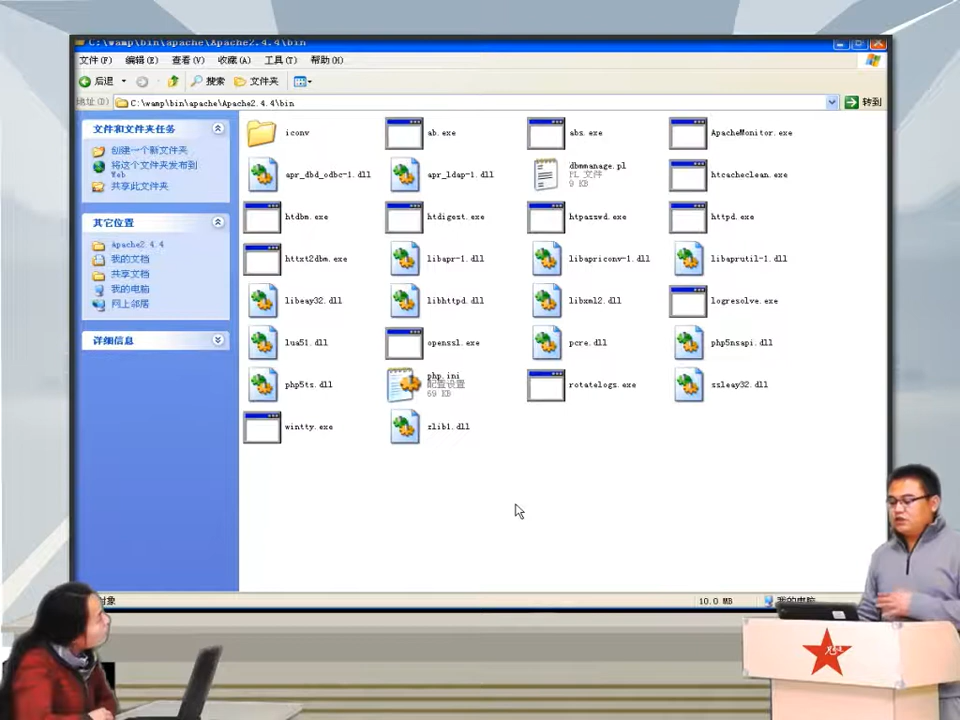 C:\wamp\bin\apache\Apache2.4.4\bin
文件(F) 编辑(E) 查看(V) 收藏(A) 工具(T) 帮助(H)
后退 搜索 文件夹
地址(D) C:\wamp\bin\apache\Apache2.4.4\bin 转到
文件和文件夹任务
创建一个新文件夹
将这个文件夹发布到
Web
共享此文件夹
其它位置
Apache2.4.4
我的文档
共享文档
我的电脑
网上邻居
详细信息
iconv ab.exe abs.exe ApacheMonitor.exe
apr_dbd_odbc-1.dll apr_ldap-1.dll dbmmanage.pl htcacheclean.exe
PL 文件
9 KB
htdbm.exe htdigest.exe htpasswd.exe httpd.exe
httxt2dbm.exe libapr-1.dll libapriconv-1.dll libaprutil-1.dll
libeay32.dll libhttpd.dll libxml2.dll logresolve.exe
lua51.dll openssl.exe pcre.dll php5nsapi.dll
php5ts.dll php.ini rotatelogs.exe ssleay32.dll
配置设置
69 KB
wintty.exe zlib1.dll
对象 10.0 MB 我的电脑